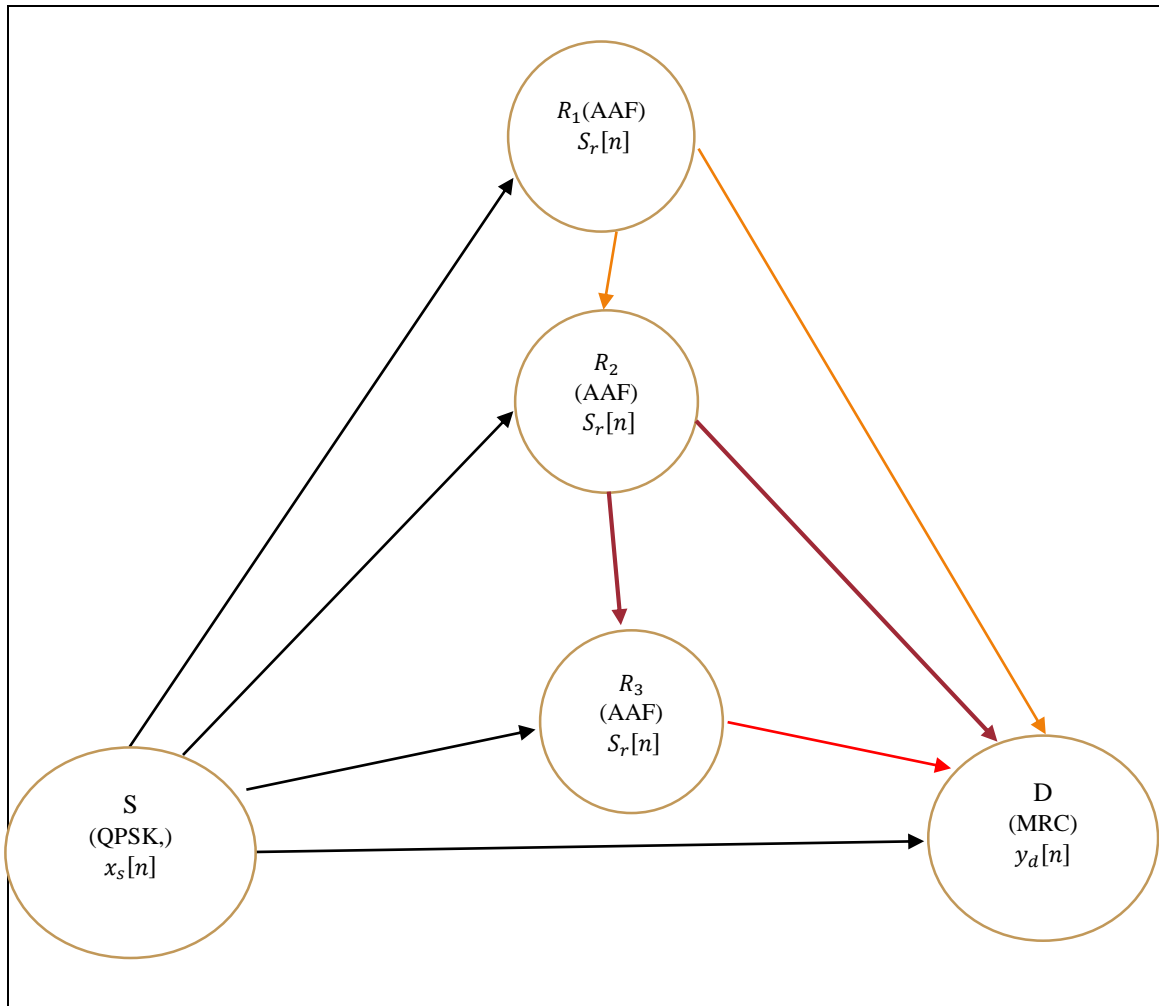 R₁(AAF)
Sᵣ[n]
R₂
(AAF)
Sᵣ[n]
R₃
(AAF)
Sᵣ[n]
S
(QPSK,)
xₛ[n]
D
(MRC)
y_d[n]